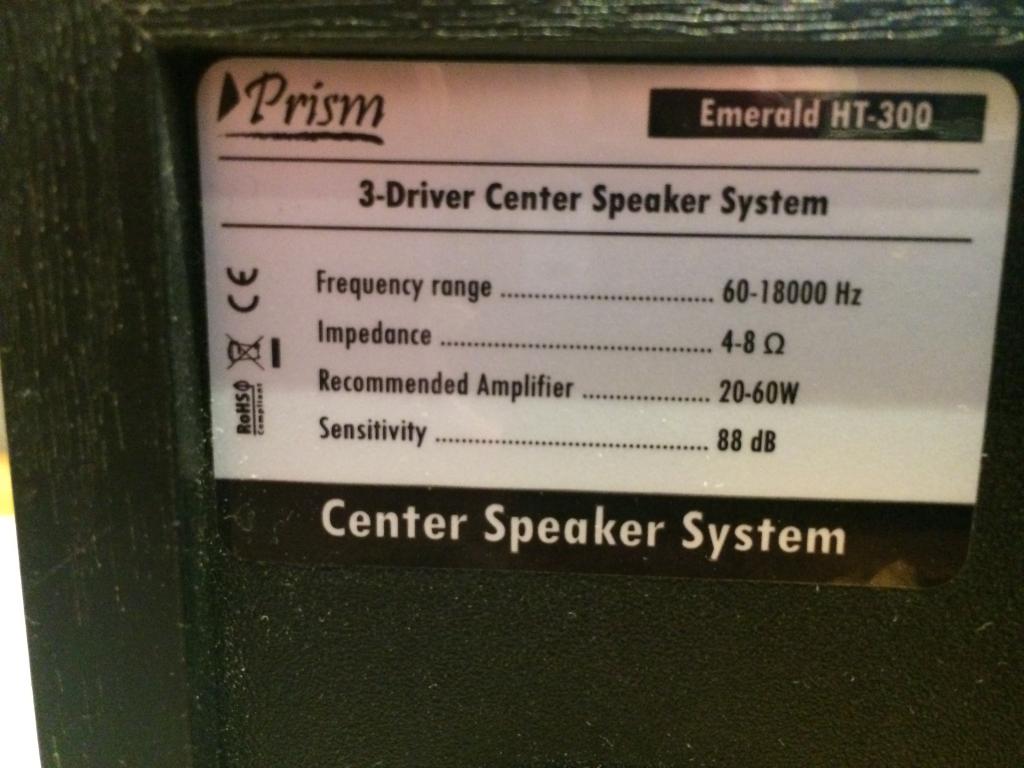 Prism
Emerald HT-300
3-Driver Center Speaker System
Frequency range ................................ 60-18000 Hz
Impedance ......................................... 4-8 Ω
Recommended Amplifier ................... 20-60W
Sensitivity ......................................... 88 dB
CE
RoHS
compliant
Center Speaker System